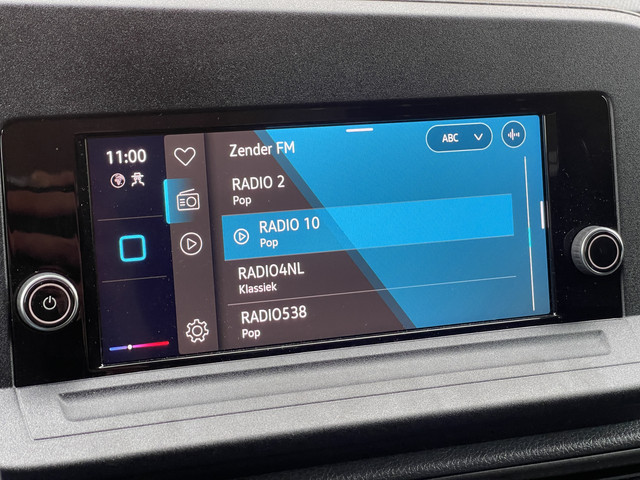 11:00
Zender FM
ABC
RADIO 2
Pop
RADIO 10
Pop
RADIO4NL
Klassiek
RADIO538
Pop